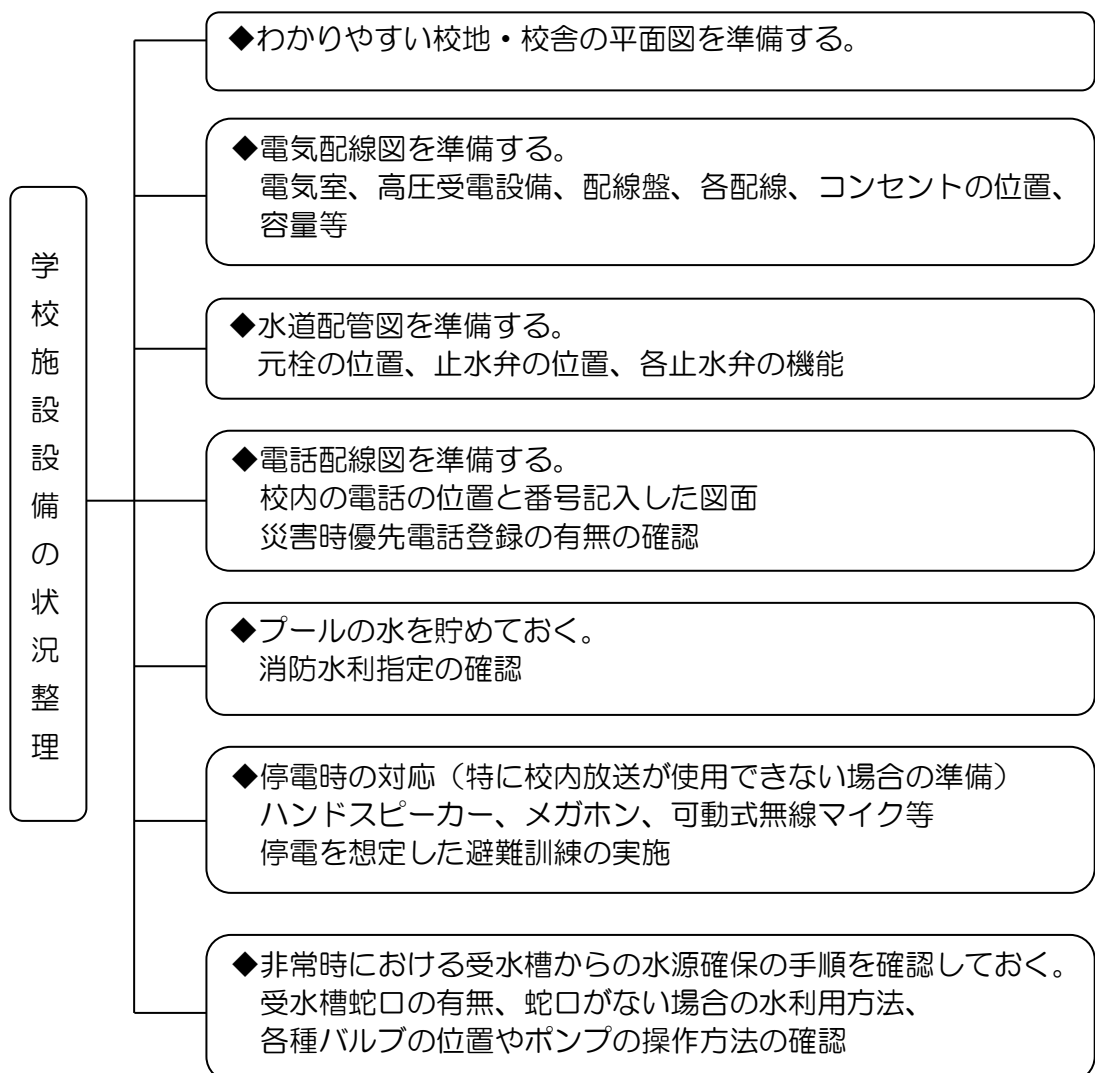 学校施設設備の状況整理
◆わかりやすい校地・校舎の平面図を準備する。
◆電気配線図を準備する。
電気室、高圧受電設備、配線盤、各配線、コンセントの位置、
容量等
◆水道配管図を準備する。
元栓の位置、止水弁の位置、各止水弁の機能
◆電話配線図を準備する。
校内の電話の位置と番号記入した図面
災害時優先電話登録の有無の確認
◆プールの水を貯めておく。
消防水利指定の確認
◆停電時の対応（特に校内放送が使用できない場合の準備）
ハンドスピーカー、メガホン、可動式無線マイク等
停電を想定した避難訓練の実施
◆非常時における受水槽からの水源確保の手順を確認しておく。
受水槽蛇口の有無、蛇口がない場合の水利用方法、
各種バルブの位置やポンプの操作方法の確認